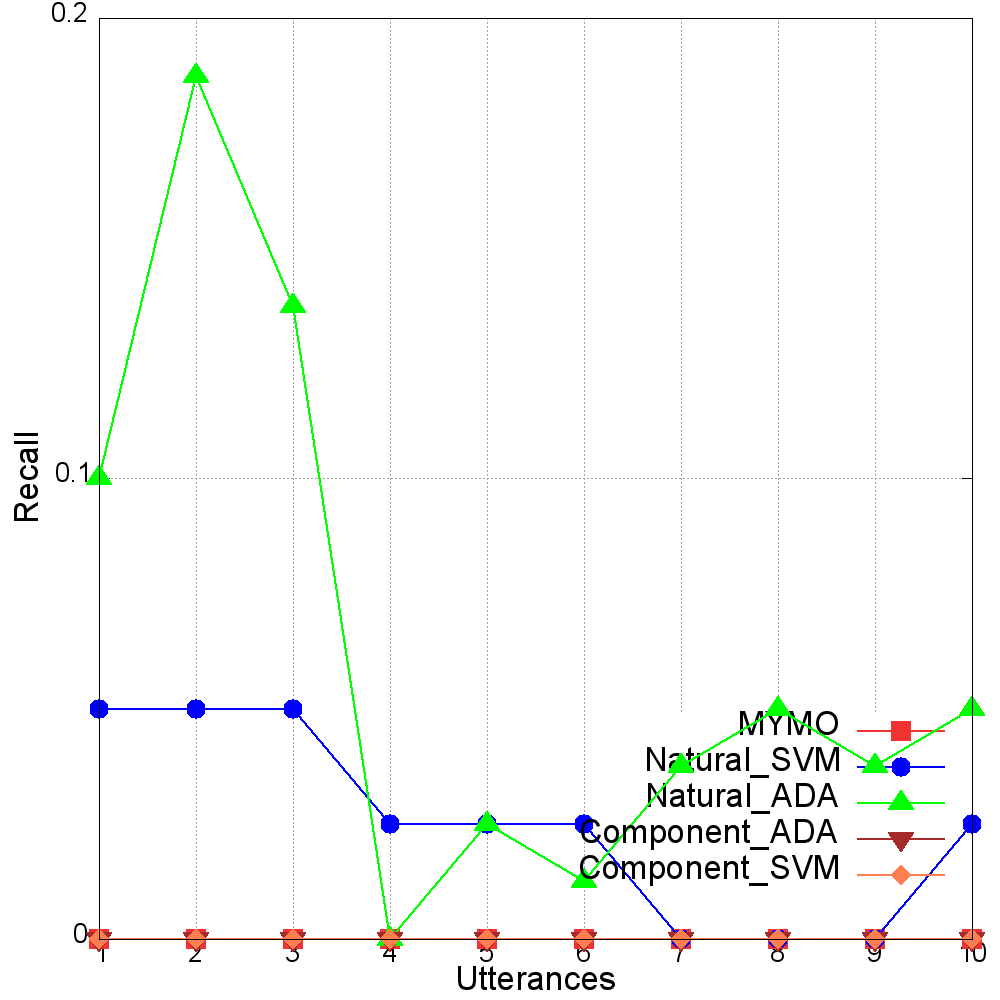 0.2
Recall
0.1
MYMO
Natural_SVM
Natural_ADA
Component_ADA
Component_SVM
0
1 2 3 4 5 6 7 8 9 10
Utterances